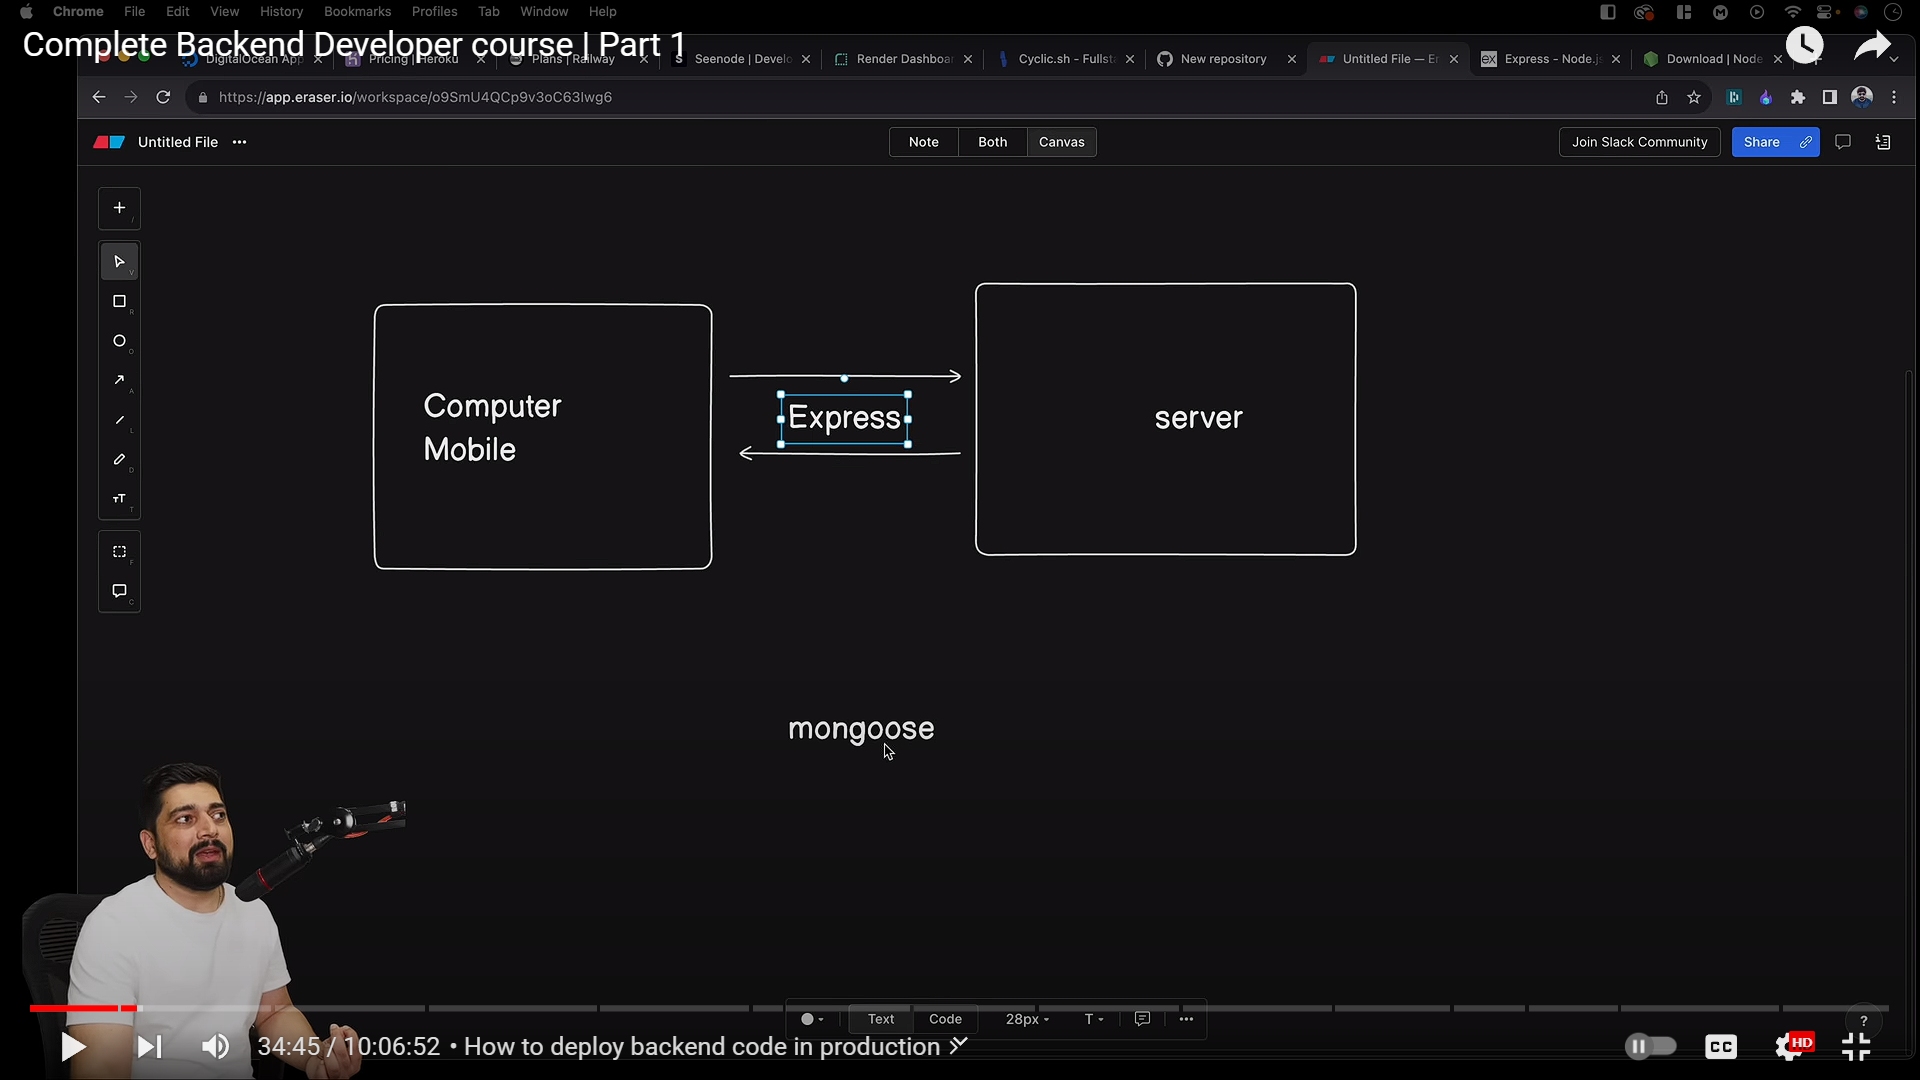 Chrome File Edit View History Bookmarks Profiles Tab Window Help
Complete Backend Developer course | Part 1
DigitalOcean App Pricing | Heroku Plans | Railway Seenode | Develo Render Dashboar Cyclic.sh - Fullsta New repository Untitled File — Er Express - Node.js Download | Node
https://app.eraser.io/workspace/o9SmU4QCp9v3oC63lwg6
Untitled File ••• Note Both Canvas Join Slack Community Share
Computer
Mobile
Express
server
mongoose
Text Code 28px T •••
?
34:45 / 10:06:52 • How to deploy backend code in production
CC HD